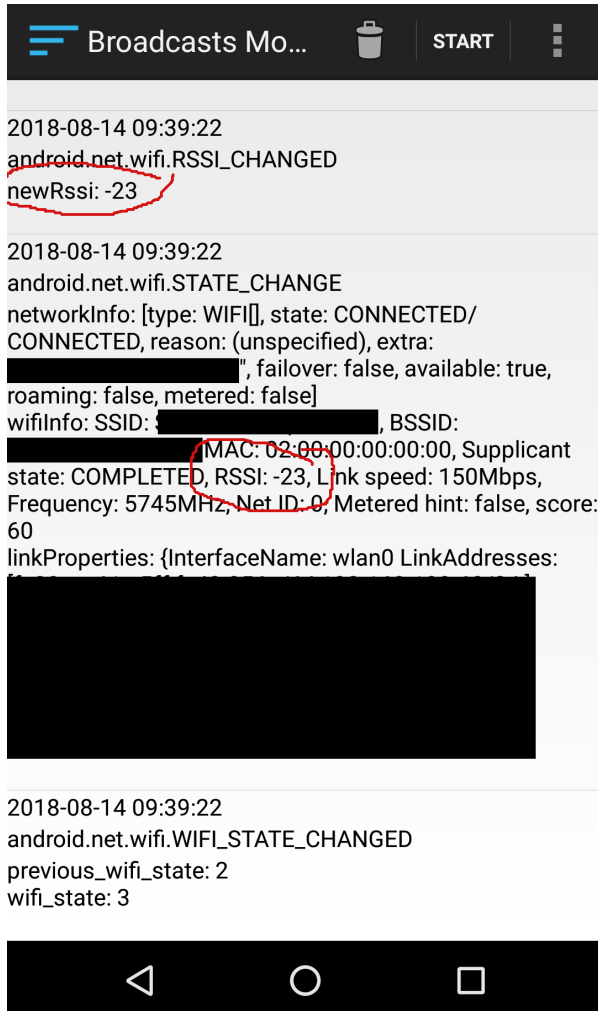 Broadcasts Mo...
START
2018-08-14 09:39:22
android.net.wifi.RSSI_CHANGED
newRssi: -23
2018-08-14 09:39:22
android.net.wifi.STATE_CHANGE
networkInfo: [type: WIFI[], state: CONNECTED/
CONNECTED, reason: (unspecified), extra:
", failover: false, available: true,
roaming: false, metered: false]
wifiInfo: SSID: , BSSID:
MAC: 02:00:00:00:00:00, Supplicant
state: COMPLETED, RSSI: -23, Link speed: 150Mbps,
Frequency: 5745MHz, Net ID: 0, Metered hint: false, score:
60
linkProperties: {InterfaceName: wlan0 LinkAddresses:
2018-08-14 09:39:22
android.net.wifi.WIFI_STATE_CHANGED
previous_wifi_state: 2
wifi_state: 3